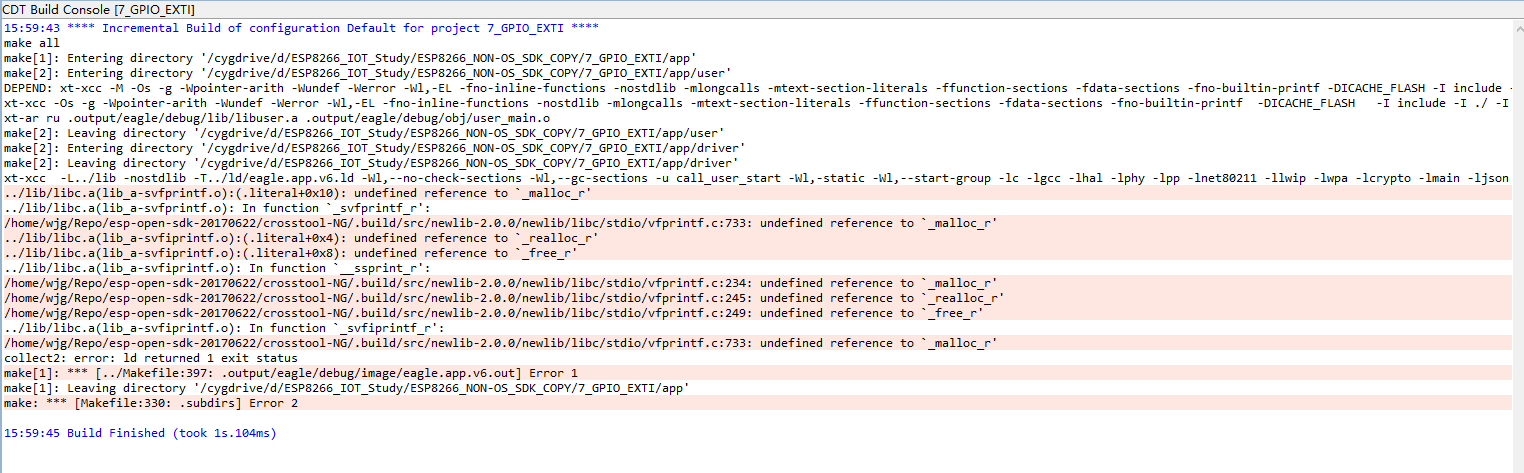 CDT Build Console [7_GPIO_EXTI]
15:59:43 **** Incremental Build of configuration Default for project 7_GPIO_EXTI ****
make all
make[1]: Entering directory '/cygdrive/d/ESP8266_IOT_Study/ESP8266_NON-OS_SDK_COPY/7_GPIO_EXTI/app'
make[2]: Entering directory '/cygdrive/d/ESP8266_IOT_Study/ESP8266_NON-OS_SDK_COPY/7_GPIO_EXTI/app/user'
DEPEND: xt-xcc -M -Os -g -Wpointer-arith -Wundef -Werror -Wl,-EL -fno-inline-functions -nostdlib -mlongcalls -mtext-section-literals -ffunction-sections -fdata-sections -fno-builtin-printf -DICACHE_FLASH -I include -
xt-xcc -Os -g -Wpointer-arith -Wundef -Werror -Wl,-EL -fno-inline-functions -nostdlib -mlongcalls -mtext-section-literals -ffunction-sections -fdata-sections -fno-builtin-printf  -DICACHE_FLASH   -I include -I ./ -I
xt-ar ru .output/eagle/debug/lib/libuser.a .output/eagle/debug/obj/user_main.o
make[2]: Leaving directory '/cygdrive/d/ESP8266_IOT_Study/ESP8266_NON-OS_SDK_COPY/7_GPIO_EXTI/app/user'
make[2]: Entering directory '/cygdrive/d/ESP8266_IOT_Study/ESP8266_NON-OS_SDK_COPY/7_GPIO_EXTI/app/driver'
make[2]: Leaving directory '/cygdrive/d/ESP8266_IOT_Study/ESP8266_NON-OS_SDK_COPY/7_GPIO_EXTI/app/driver'
xt-xcc  -L../lib -nostdlib -T../ld/eagle.app.v6.ld -Wl,--no-check-sections -Wl,--gc-sections -u call_user_start -Wl,-static -Wl,--start-group -lc -lgcc -lhal -lphy -lpp -lnet80211 -llwip -lwpa -lcrypto -lmain -ljson
../lib/libc.a(lib_a-svfprintf.o):(.literal+0x10): undefined reference to `_malloc_r'
../lib/libc.a(lib_a-svfprintf.o): In function `_svfprintf_r':
/home/wjg/Repo/esp-open-sdk-20170622/crosstool-NG/.build/src/newlib-2.0.0/newlib/libc/stdio/vfprintf.c:733: undefined reference to `_malloc_r'
../lib/libc.a(lib_a-svfiprintf.o):(.literal+0x4): undefined reference to `_realloc_r'
../lib/libc.a(lib_a-svfiprintf.o):(.literal+0x8): undefined reference to `_free_r'
../lib/libc.a(lib_a-svfiprintf.o): In function `__ssprint_r':
/home/wjg/Repo/esp-open-sdk-20170622/crosstool-NG/.build/src/newlib-2.0.0/newlib/libc/stdio/vfprintf.c:234: undefined reference to `_malloc_r'
/home/wjg/Repo/esp-open-sdk-20170622/crosstool-NG/.build/src/newlib-2.0.0/newlib/libc/stdio/vfprintf.c:245: undefined reference to `_realloc_r'
/home/wjg/Repo/esp-open-sdk-20170622/crosstool-NG/.build/src/newlib-2.0.0/newlib/libc/stdio/vfprintf.c:249: undefined reference to `_free_r'
../lib/libc.a(lib_a-svfiprintf.o): In function `_svfiprintf_r':
/home/wjg/Repo/esp-open-sdk-20170622/crosstool-NG/.build/src/newlib-2.0.0/newlib/libc/stdio/vfprintf.c:733: undefined reference to `_malloc_r'
collect2: error: ld returned 1 exit status
make[1]: *** [../Makefile:397: .output/eagle/debug/image/eagle.app.v6.out] Error 1
make[1]: Leaving directory '/cygdrive/d/ESP8266_IOT_Study/ESP8266_NON-OS_SDK_COPY/7_GPIO_EXTI/app'
make: *** [Makefile:330: .subdirs] Error 2
15:59:45 Build Finished (took 1s.104ms)